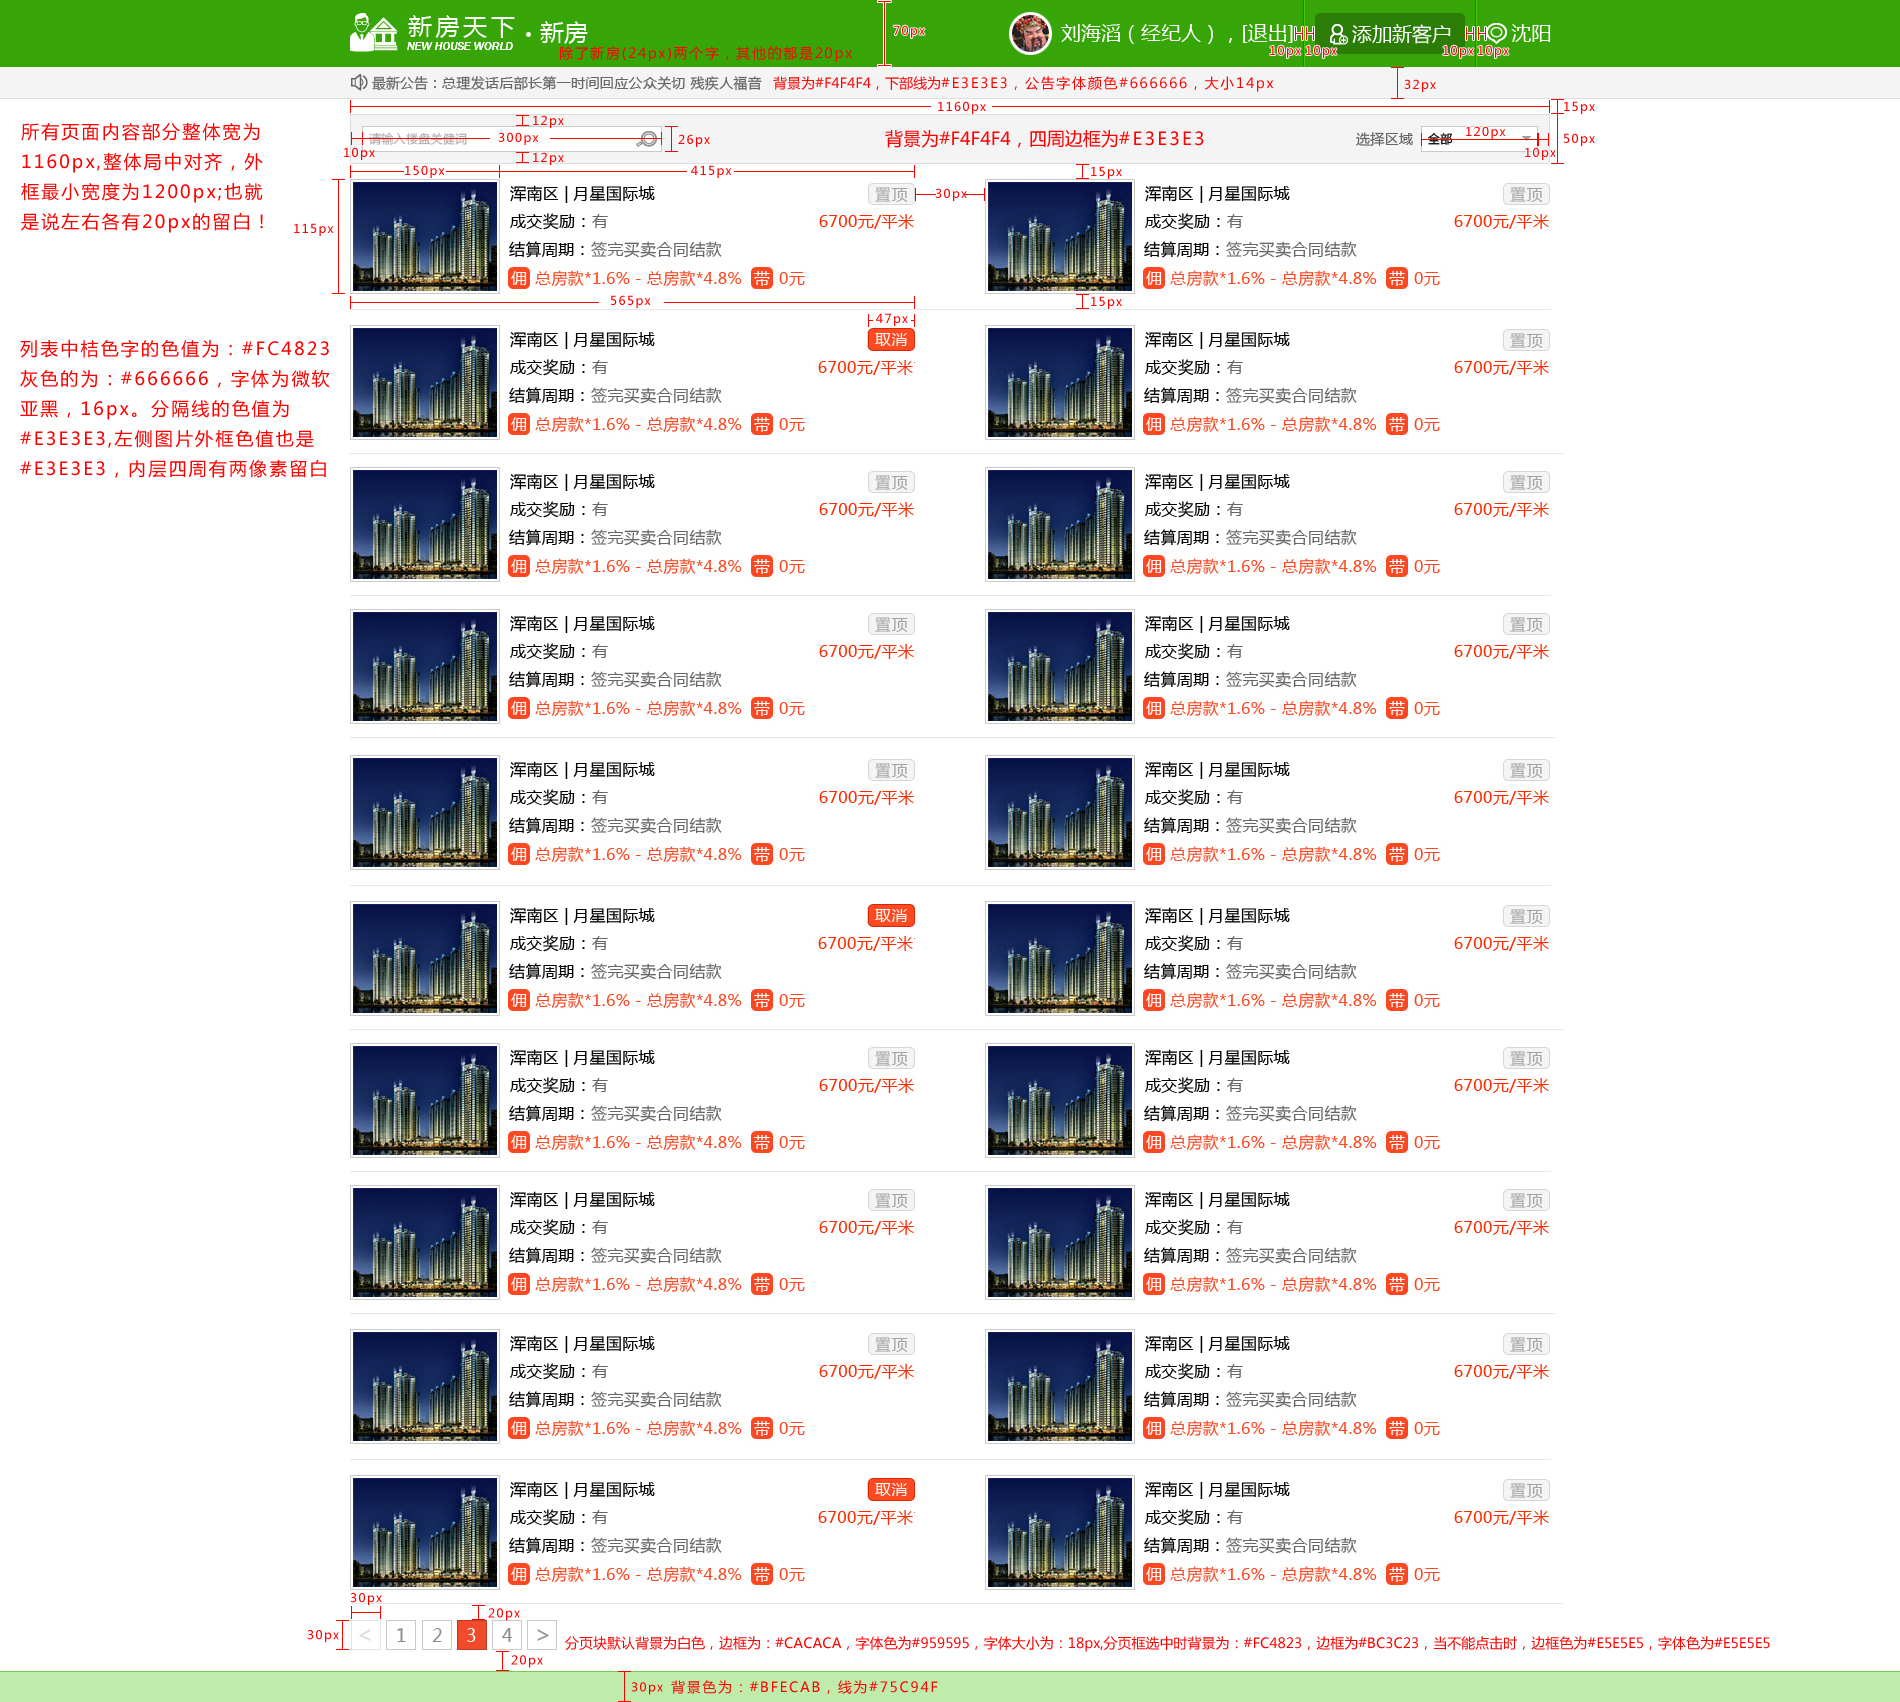 新房天下 · 新房
NEW HOUSE WORLD
除了新房(24px)两个字，其他的都是20px
70px
刘海滔（经纪人），[退出]
添加新客户
沈阳
10px 10px
10px 10px
最新公告：总理发话后部长第一时间回应公众关切 残疾人福音
背景为#F4F4F4，下部线为#E3E3E3，公告字体颜色#666666，大小14px
32px
1160px
15px
12px
请输入楼盘关健词
300px
26px
背景为#F4F4F4，四周边框为#E3E3E3
选择区域
全部
120px
50px
10px
12px
10px
所有页面内容部分整体宽为
1160px,整体局中对齐，外
框最小宽度为1200px;也就
是说左右各有20px的留白！
150px
415px
15px
115px
30px
浑南区 | 月星国际城 置顶
成交奖励：有 6700元/平米
结算周期：签完买卖合同结款
佣 总房款*1.6% - 总房款*4.8% 带 0元
浑南区 | 月星国际城 置顶
成交奖励：有 6700元/平米
结算周期：签完买卖合同结款
佣 总房款*1.6% - 总房款*4.8% 带 0元
565px
15px
47px
列表中桔色字的色值为：#FC4823
灰色的为：#666666，字体为微软
亚黑，16px。分隔线的色值为
#E3E3E3,左侧图片外框色值也是
#E3E3E3，内层四周有两像素留白
浑南区 | 月星国际城 取消
成交奖励：有 6700元/平米
结算周期：签完买卖合同结款
佣 总房款*1.6% - 总房款*4.8% 带 0元
浑南区 | 月星国际城 置顶
成交奖励：有 6700元/平米
结算周期：签完买卖合同结款
佣 总房款*1.6% - 总房款*4.8% 带 0元
浑南区 | 月星国际城 置顶
成交奖励：有 6700元/平米
结算周期：签完买卖合同结款
佣 总房款*1.6% - 总房款*4.8% 带 0元
浑南区 | 月星国际城 置顶
成交奖励：有 6700元/平米
结算周期：签完买卖合同结款
佣 总房款*1.6% - 总房款*4.8% 带 0元
浑南区 | 月星国际城 置顶
成交奖励：有 6700元/平米
结算周期：签完买卖合同结款
佣 总房款*1.6% - 总房款*4.8% 带 0元
浑南区 | 月星国际城 置顶
成交奖励：有 6700元/平米
结算周期：签完买卖合同结款
佣 总房款*1.6% - 总房款*4.8% 带 0元
浑南区 | 月星国际城 置顶
成交奖励：有 6700元/平米
结算周期：签完买卖合同结款
佣 总房款*1.6% - 总房款*4.8% 带 0元
浑南区 | 月星国际城 置顶
成交奖励：有 6700元/平米
结算周期：签完买卖合同结款
佣 总房款*1.6% - 总房款*4.8% 带 0元
浑南区 | 月星国际城 取消
成交奖励：有 6700元/平米
结算周期：签完买卖合同结款
佣 总房款*1.6% - 总房款*4.8% 带 0元
浑南区 | 月星国际城 置顶
成交奖励：有 6700元/平米
结算周期：签完买卖合同结款
佣 总房款*1.6% - 总房款*4.8% 带 0元
浑南区 | 月星国际城 置顶
成交奖励：有 6700元/平米
结算周期：签完买卖合同结款
佣 总房款*1.6% - 总房款*4.8% 带 0元
浑南区 | 月星国际城 置顶
成交奖励：有 6700元/平米
结算周期：签完买卖合同结款
佣 总房款*1.6% - 总房款*4.8% 带 0元
浑南区 | 月星国际城 置顶
成交奖励：有 6700元/平米
结算周期：签完买卖合同结款
佣 总房款*1.6% - 总房款*4.8% 带 0元
浑南区 | 月星国际城 置顶
成交奖励：有 6700元/平米
结算周期：签完买卖合同结款
佣 总房款*1.6% - 总房款*4.8% 带 0元
浑南区 | 月星国际城 置顶
成交奖励：有 6700元/平米
结算周期：签完买卖合同结款
佣 总房款*1.6% - 总房款*4.8% 带 0元
浑南区 | 月星国际城 置顶
成交奖励：有 6700元/平米
结算周期：签完买卖合同结款
佣 总房款*1.6% - 总房款*4.8% 带 0元
浑南区 | 月星国际城 取消
成交奖励：有 6700元/平米
结算周期：签完买卖合同结款
佣 总房款*1.6% - 总房款*4.8% 带 0元
浑南区 | 月星国际城 置顶
成交奖励：有 6700元/平米
结算周期：签完买卖合同结款
佣 总房款*1.6% - 总房款*4.8% 带 0元
30px
20px
30px
< 1 2 3 4 >
分页块默认背景为白色，边框为：#CACACA，字体色为#959595，字体大小为：18px,分页框选中时背景为：#FC4823，边框为#BC3C23，当不能点击时，边框色为#E5E5E5，字体色为#E5E5E5
20px
30px 背景色为：#BFECAB，线为#75C94F